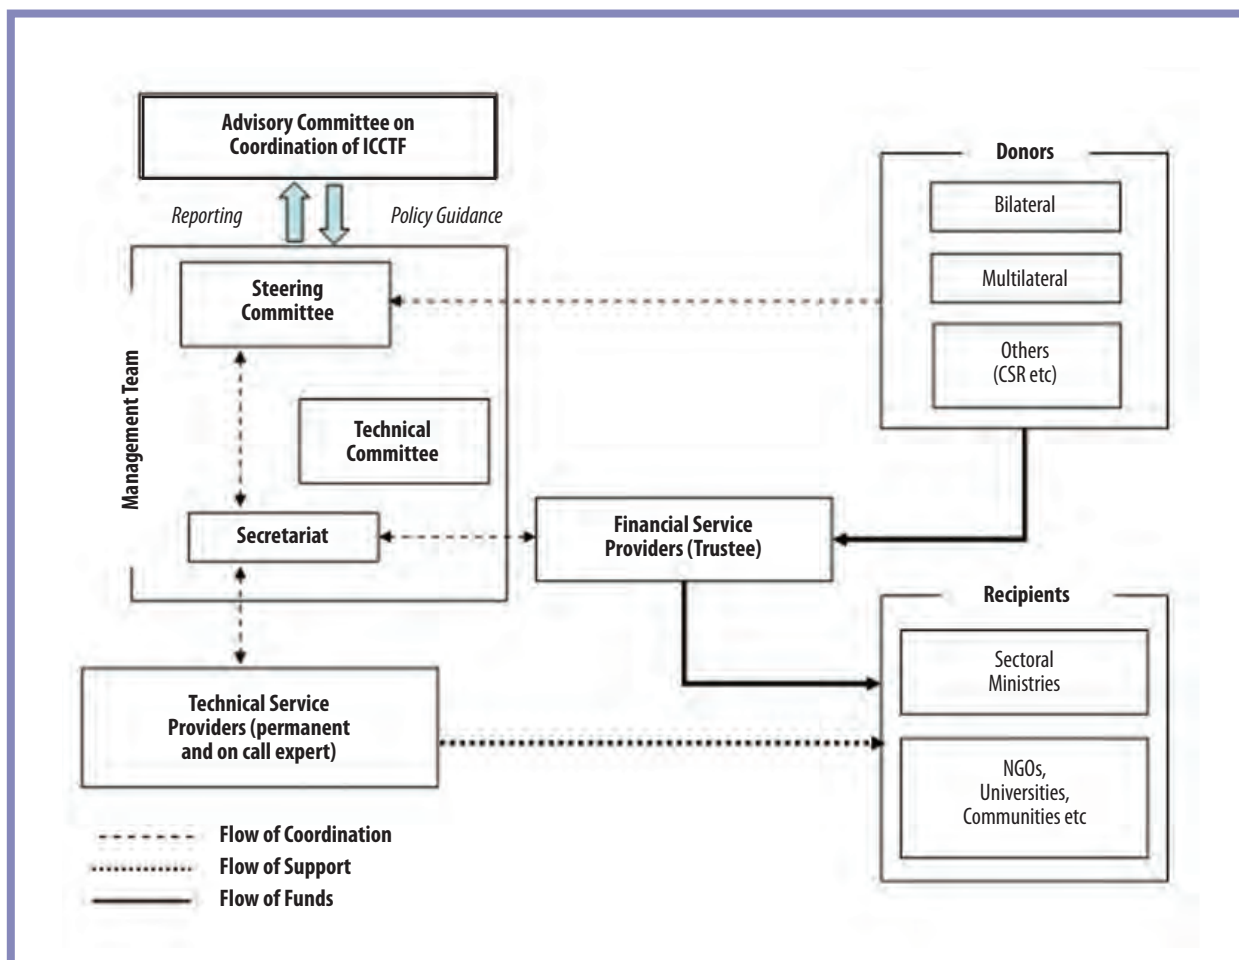 Advisory Committee on
Coordination of ICCTF
Reporting
Policy Guidance
Management Team
Steering
Committee
Technical
Committee
Secretariat
Technical Service
Providers (permanent
and on call expert)
Financial Service
Providers (Trustee)
Donors
Bilateral
Multilateral
Others
(CSR etc)
Recipients
Sectoral
Ministries
NGOs,
Universities,
Communities etc
Flow of Coordination
Flow of Support
Flow of Funds